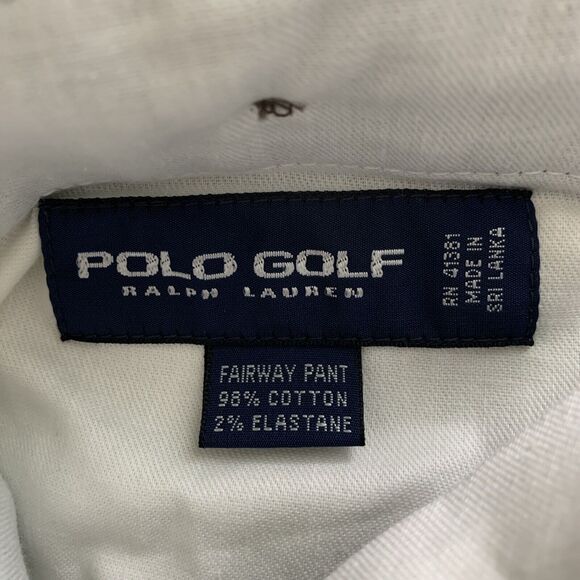 POLO GOLF
RALPH LAUREN
RN 41381
MADE IN
SRI LANKA
FAIRWAY PANT
98% COTTON
2% ELASTANE